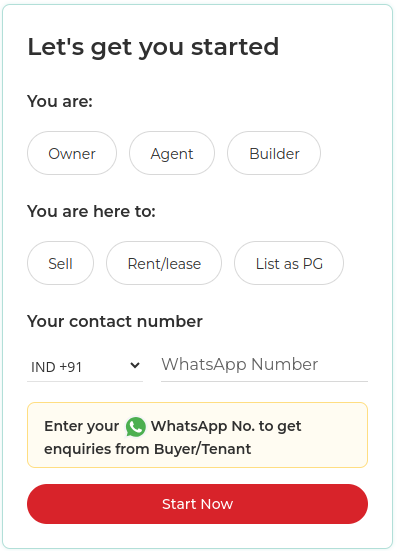 Let's get you started
You are:
Owner Agent Builder
You are here to:
Sell Rent/lease List as PG
Your contact number
IND +91 WhatsApp Number
Enter your WhatsApp No. to get
enquiries from Buyer/Tenant
Start Now